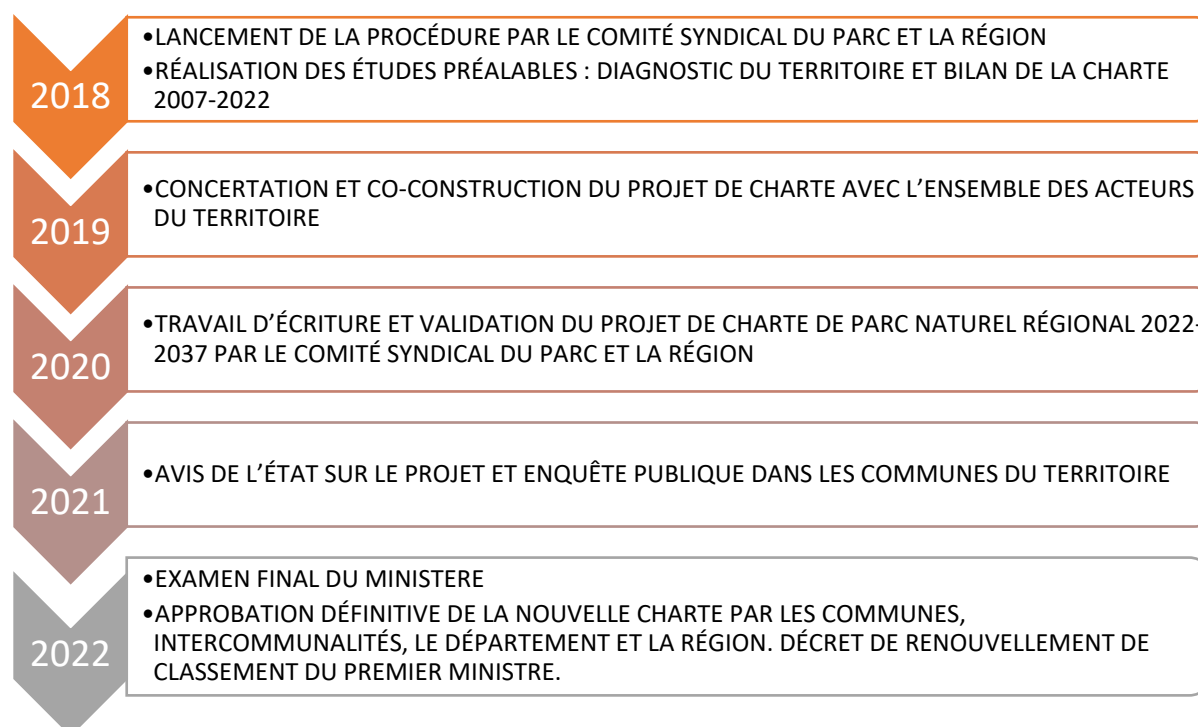 2018
•LANCEMENT DE LA PROCÉDURE PAR LE COMITÉ SYNDICAL DU PARC ET LA RÉGION
•RÉALISATION DES ÉTUDES PRÉALABLES : DIAGNOSTIC DU TERRITOIRE ET BILAN DE LA CHARTE
2007-2022
2019
•CONCERTATION ET CO-CONSTRUCTION DU PROJET DE CHARTE AVEC L’ENSEMBLE DES ACTEURS
DU TERRITOIRE
2020
•TRAVAIL D’ÉCRITURE ET VALIDATION DU PROJET DE CHARTE DE PARC NATUREL RÉGIONAL 2022-
2037 PAR LE COMITÉ SYNDICAL DU PARC ET LA RÉGION
2021
•AVIS DE L’ÉTAT SUR LE PROJET ET ENQUÊTE PUBLIQUE DANS LES COMMUNES DU TERRITOIRE
2022
•EXAMEN FINAL DU MINISTERE
•APPROBATION DÉFINITIVE DE LA NOUVELLE CHARTE PAR LES COMMUNES,
INTERCOMMUNALITÉS, LE DÉPARTEMENT ET LA RÉGION. DÉCRET DE RENOUVELLEMENT DE
CLASSEMENT DU PREMIER MINISTRE.